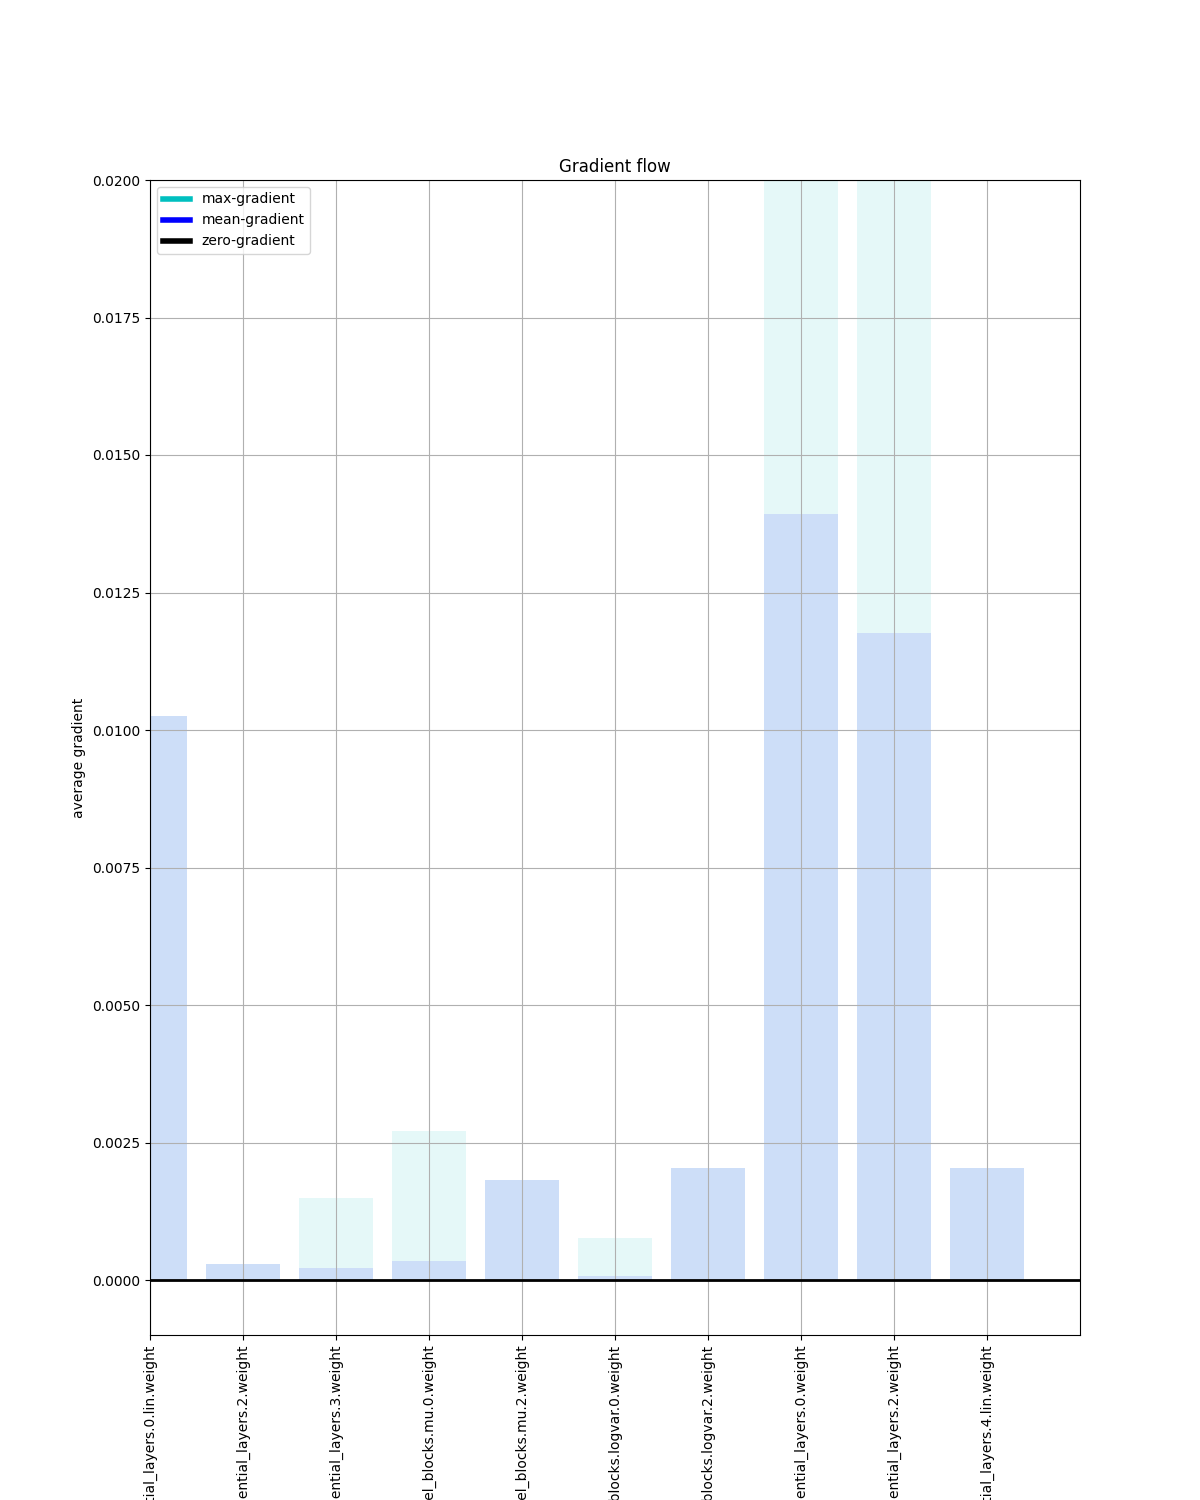 Gradient flow
max-gradient
mean-gradient
zero-gradient
0.0200
0.0175
0.0150
0.0125
0.0100
0.0075
0.0050
0.0025
0.0000
average gradient
tial_layers.0.lin.weight
ential_layers.2.weight
ential_layers.3.weight
el_blocks.mu.0.weight
el_blocks.mu.2.weight
blocks.logvar.0.weight
blocks.logvar.2.weight
ential_layers.0.weight
ential_layers.2.weight
tial_layers.4.lin.weight